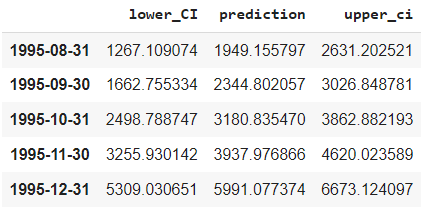 lower_CI prediction upper_ci
1995-08-31 1267.109074 1949.155797 2631.202521
1995-09-30 1662.755334 2344.802057 3026.848781
1995-10-31 2498.788747 3180.835470 3862.882193
1995-11-30 3255.930142 3937.976866 4620.023589
1995-12-31 5309.030651 5991.077374 6673.124097